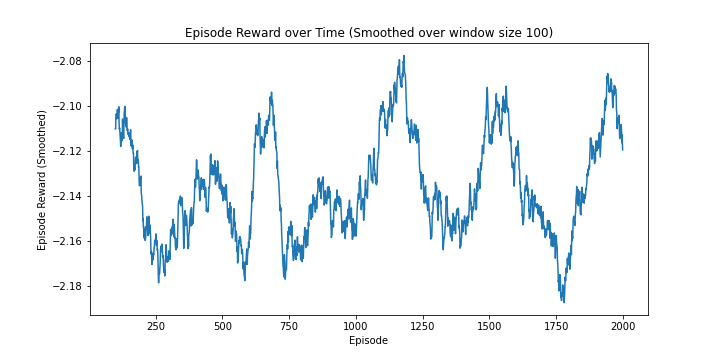 Episode Reward over Time (Smoothed over window size 100)
−2.08
−2.10
−2.12
−2.14
−2.16
−2.18
Episode Reward (Smoothed)
250 500 750 1000 1250 1500 1750 2000
Episode